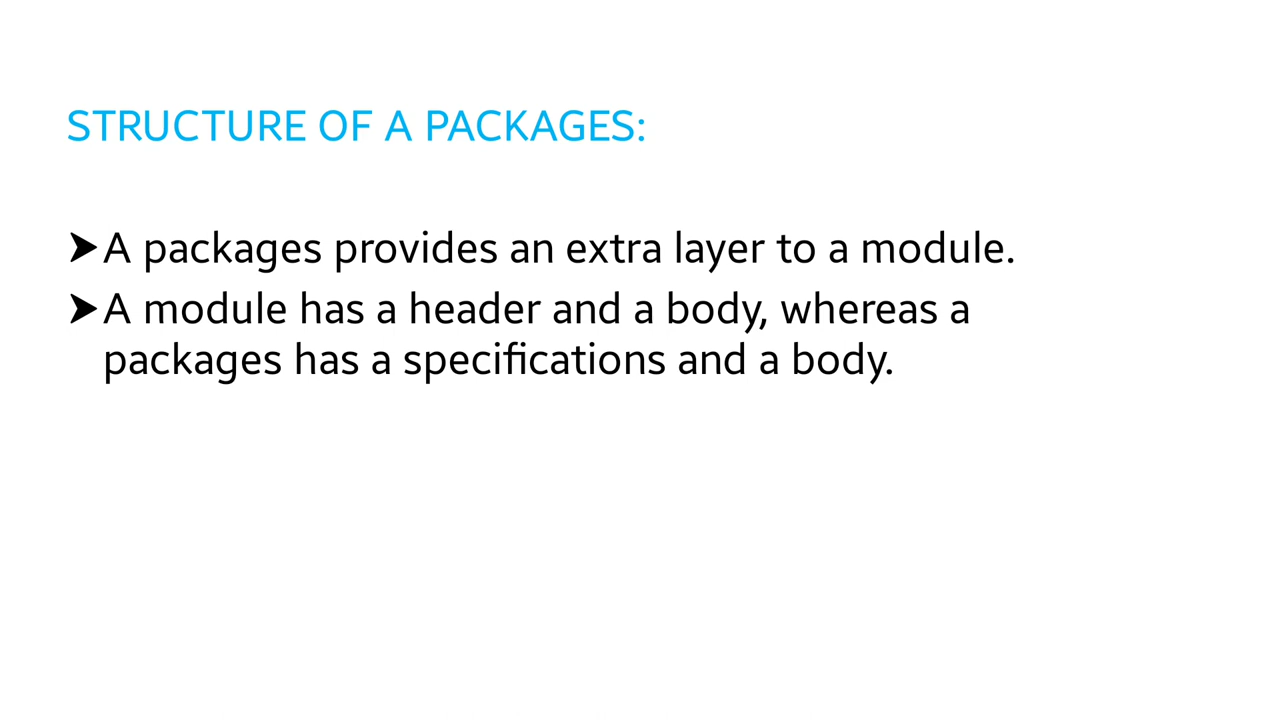 STRUCTURE OF A PACKAGES:
➤A packages provides an extra layer to a module.
➤A module has a header and a body, whereas a
packages has a specifications and a body.